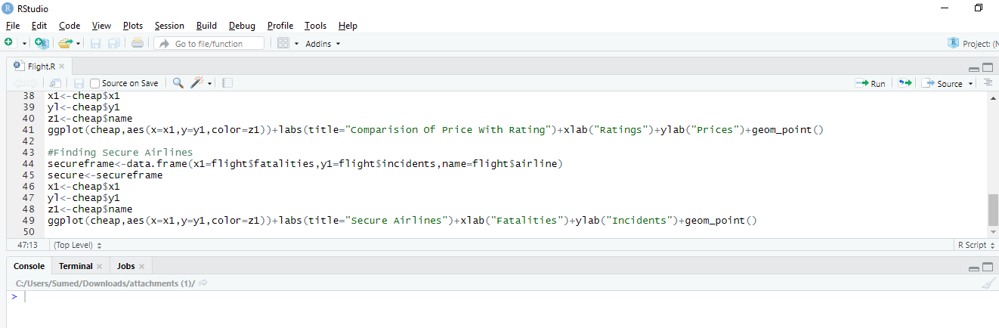 RStudio
File Edit Code View Plots Session Build Debug Profile Tools Help
Go to file/function Addins Project: (N
Flight.R
Source on Save Run Source
38 x1<-cheap$x1
39 yl<-cheap$y1
40 z1<-cheap$name
41 ggplot(cheap,aes(x=x1,y=y1,color=z1))+labs(title="Comparision Of Price With Rating")+xlab("Ratings")+ylab("Prices")+geom_point()
42
43 #Finding Secure Airlines
44 secureframe<-data.frame(x1=flight$fatalities,y1=flight$incidents,name=flight$airline)
45 secure<-secureframe
46 x1<-cheap$x1
47 yl<-cheap$y1
48 z1<-cheap$name
49 ggplot(cheap,aes(x=x1,y=y1,color=z1))+labs(title="Secure Airlines")+xlab("Fatalities")+ylab("Incidents")+geom_point()
50
47:13 (Top Level) R Script
Console Terminal Jobs
C:/Users/Sumed/Downloads/attachments (1)/
>